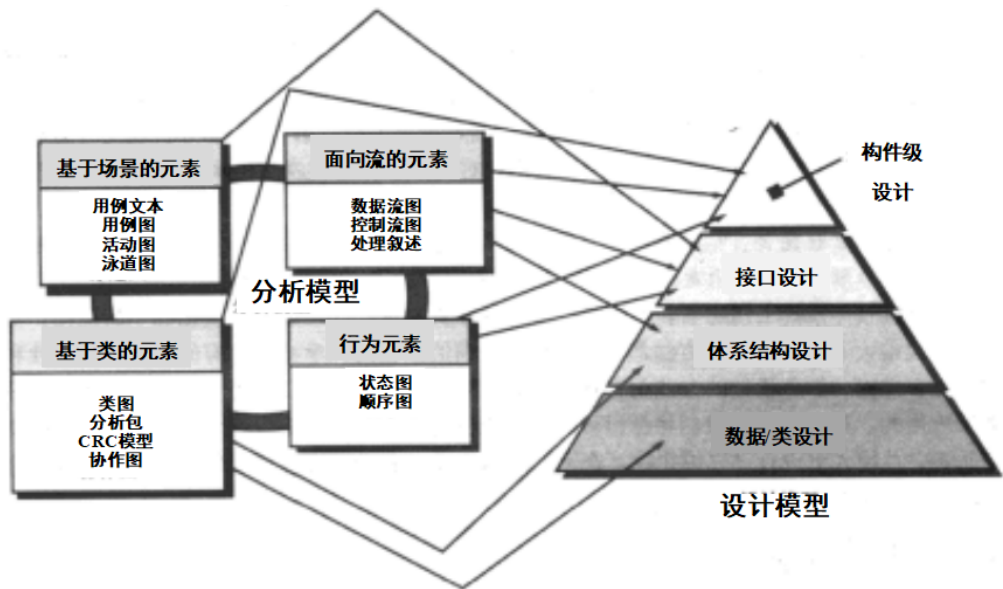 基于场景的元素
用例文本
用例图
活动图
泳道图
面向流的元素
数据流图
控制流图
处理叙述
分析模型
基于类的元素
类图
分析包
CRC模型
协作图
行为元素
状态图
顺序图
构件级
设计
接口设计
体系结构设计
数据/类设计
设计模型